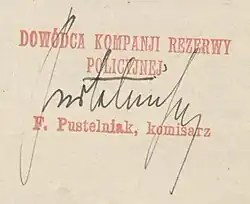 DOWÓDCA KOMPANJI REZERWY
POLICYJNEJ
F. Pustelniak, komisarz